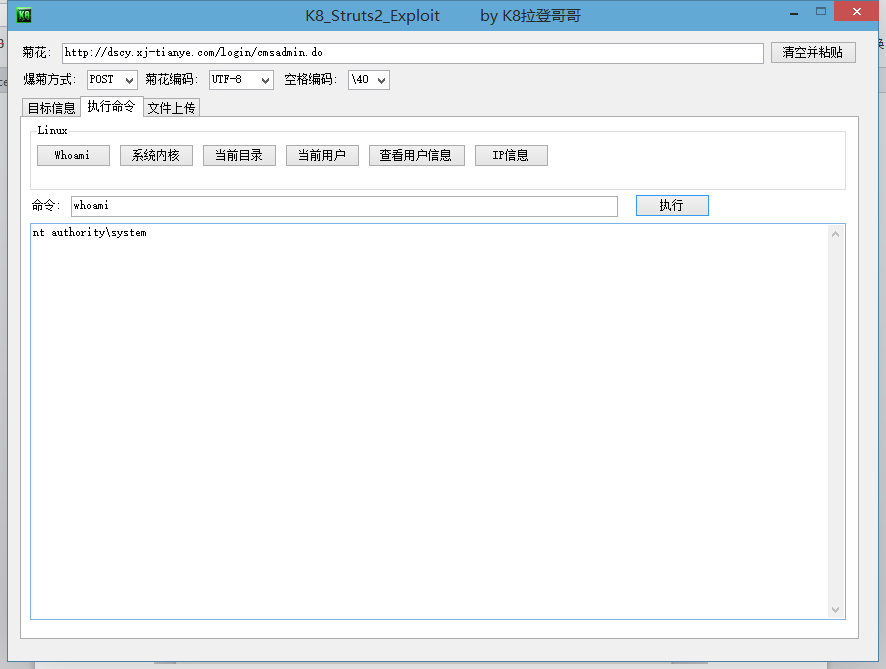 K8_Struts2_Exploit by K8拉登哥哥
菊花: http://dscy.xj-tianye.com/login/cmsadmin.do 清空并粘贴
爆菊方式: POST 菊花编码: UTF-8 空格编码: \40
目标信息 执行命令 文件上传
Linux
Whoami 系统内核 当前目录 当前用户 查看用户信息 IP信息
命令: whoami 执行
nt authority\system